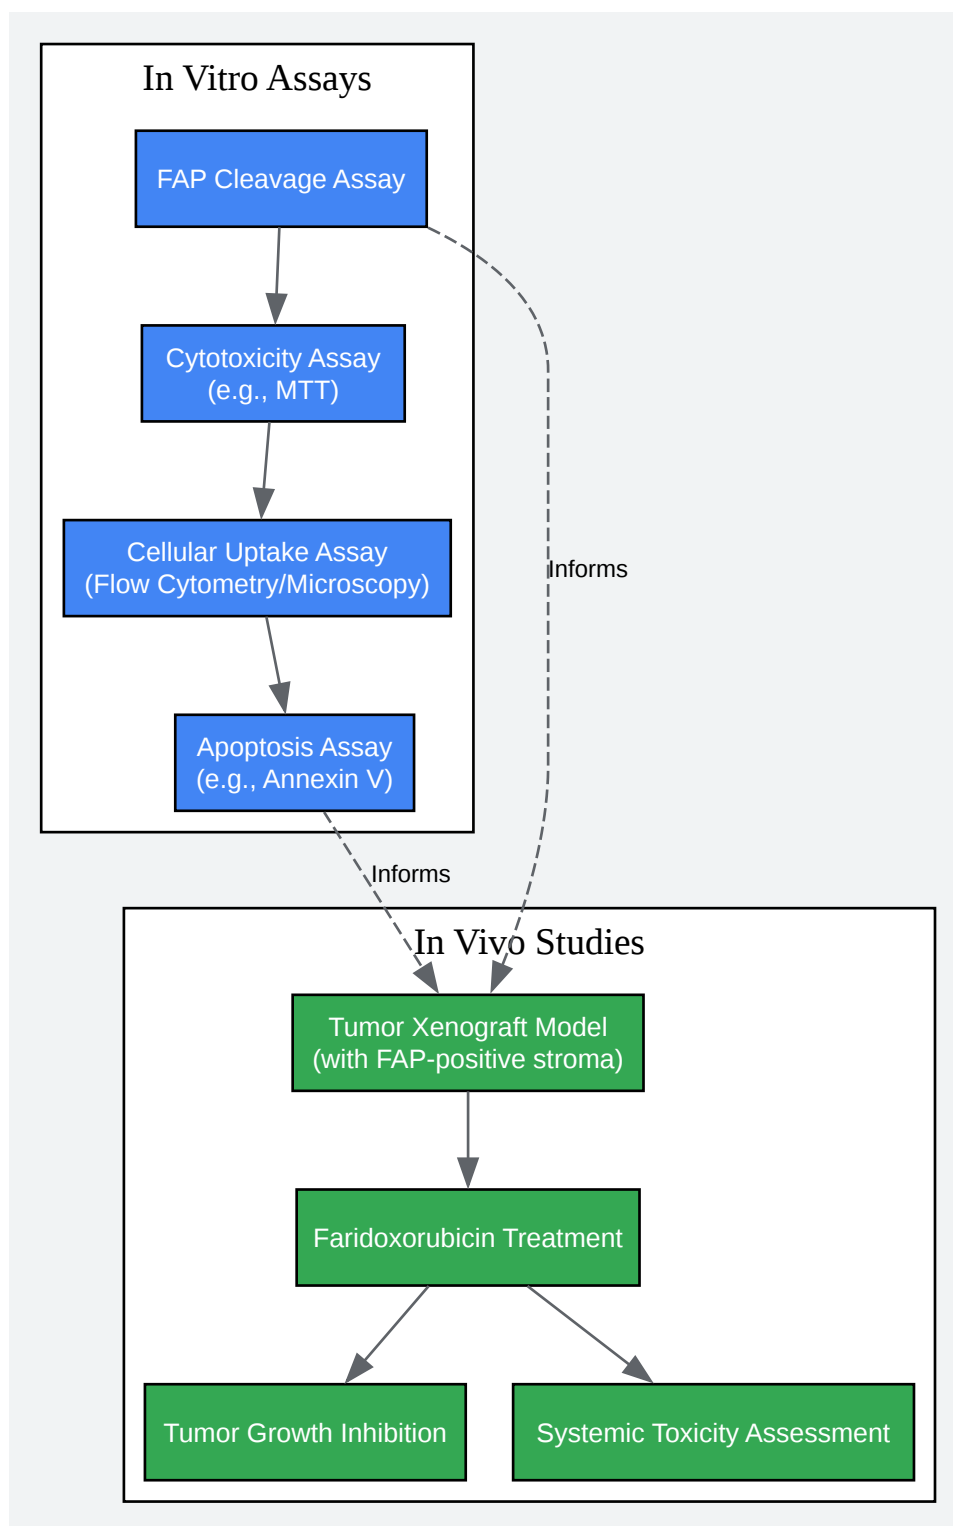 In Vitro Assays
FAP Cleavage Assay
Cytotoxicity Assay
(e.g., MTT)
Cellular Uptake Assay
(Flow Cytometry/Microscopy)
Informs
Apoptosis Assay
(e.g., Annexin V)
Informs
In Vivo Studies
Tumor Xenograft Model
(with FAP-positive stroma)
Faridoxorubicin Treatment
Tumor Growth Inhibition
Systemic Toxicity Assessment